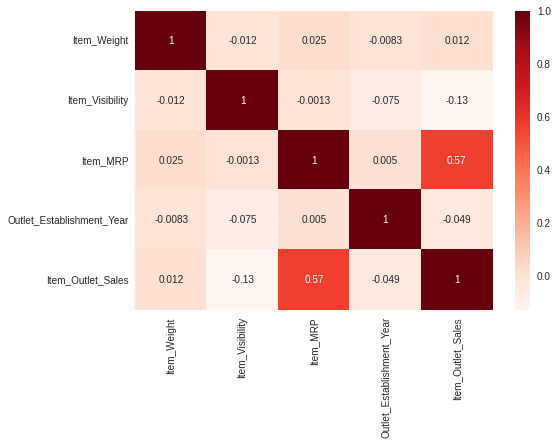 Item_Weight 1 -0.012 0.025 -0.0083 0.012
Item_Visibility -0.012 1 -0.0013 -0.075 -0.13
Item_MRP 0.025 -0.0013 1 0.005 0.57
Outlet_Establishment_Year -0.0083 -0.075 0.005 1 -0.049
Item_Outlet_Sales 0.012 -0.13 0.57 -0.049 1
Item_Weight
Item_Visibility
Item_MRP
Outlet_Establishment_Year
Item_Outlet_Sales
1.0
0.8
0.6
0.4
0.2
0.0